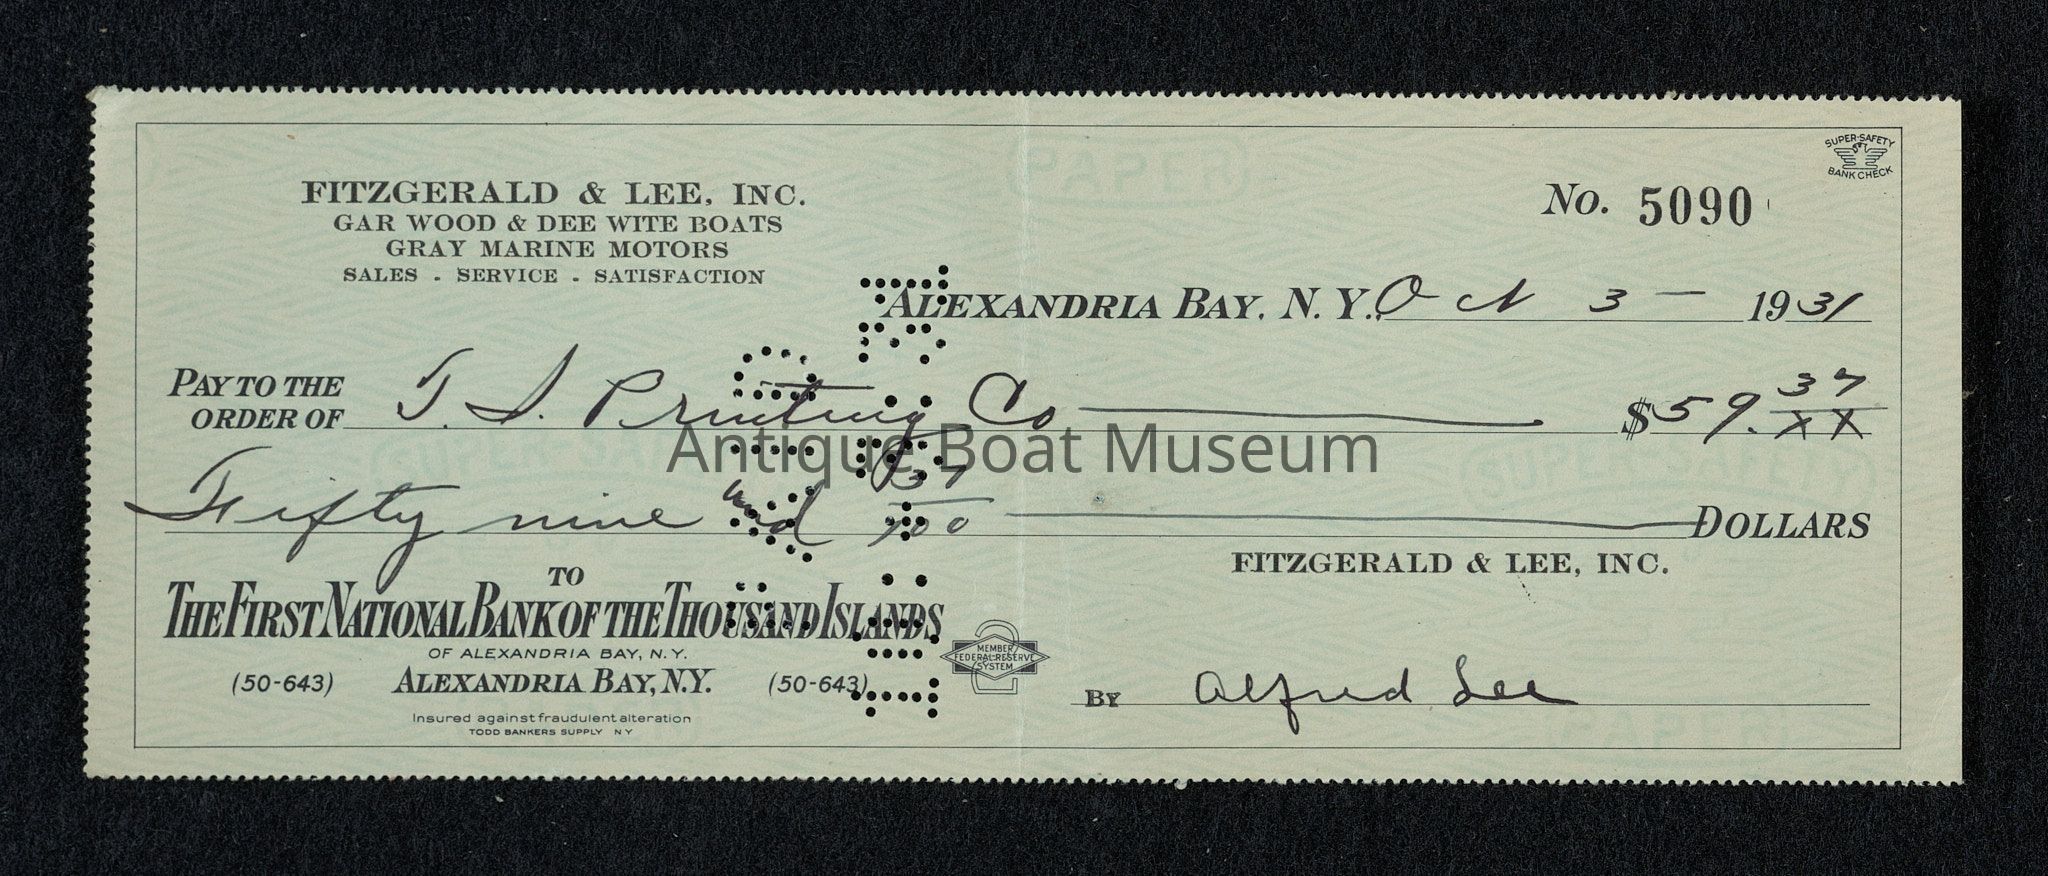 SUPER-SAFETY
BANK CHECK
FITZGERALD & LEE, INC.
GAR WOOD & DEE WITE BOATS
GRAY MARINE MOTORS
SALES . SERVICE . SATISFACTION
No. 5090
ALEXANDRIA BAY, N. Y. Oct 3 - 1931
PAY TO THE
ORDER OF T. I. Printing Co $59. 37/XX
Antique Boat Museum
Fifty nine and 37/100 DOLLARS
FITZGERALD & LEE, INC.
TO
THE FIRST NATIONAL BANK OF THE THOUSAND ISLANDS
OF ALEXANDRIA BAY, N.Y.
(50-643) ALEXANDRIA BAY, N.Y. (50-643)
MEMBER
FEDERAL RESERVE
SYSTEM
2
BY Alfred Lee
Insured against fraudulent alteration
TODD BANKERS SUPPLY NY